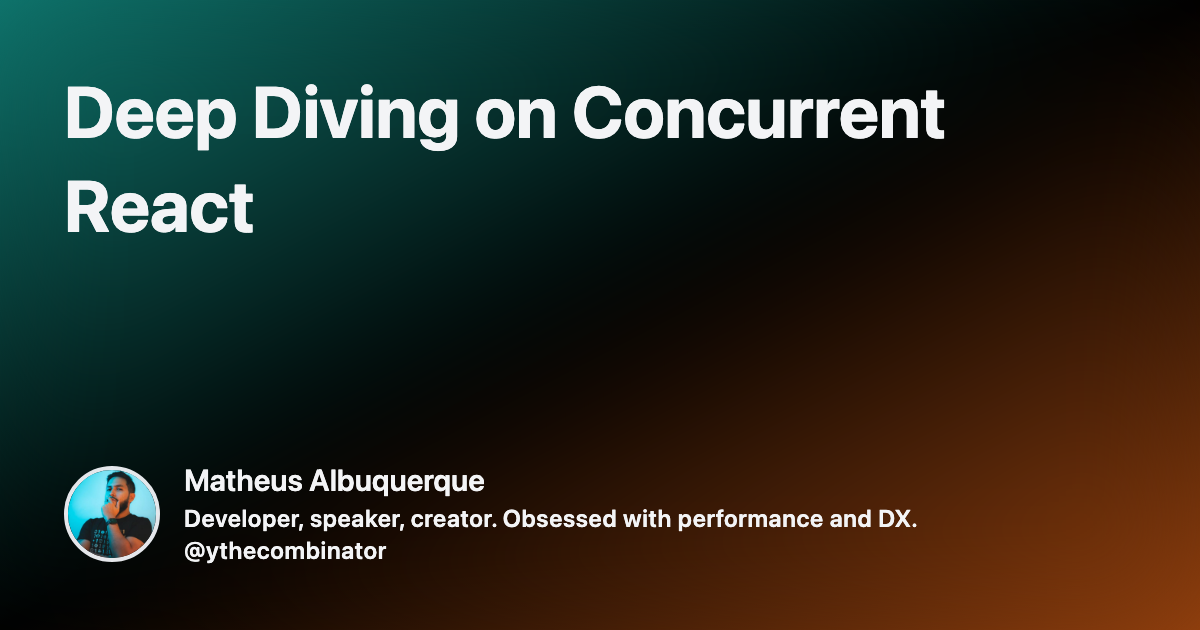 Deep Diving on Concurrent
React
Matheus Albuquerque
Developer, speaker, creator. Obsessed with performance and DX.
@ythecombinator